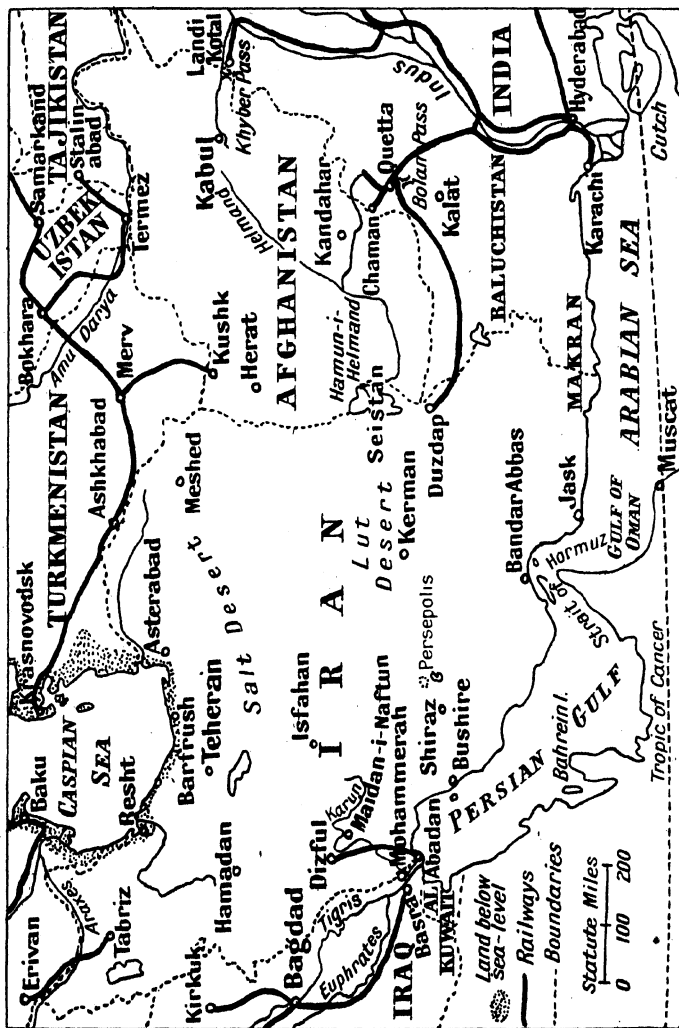 Erivan
Araxes
Tabriz
Baku
CASPIAN
SEA
Resht
Krasnovodsk
TURKMENISTAN
Ashkhabad
Asterabad
Barfrush
Teheran
Salt Desert
Meshed
Merv
Bokhara
Amu Darya
UZBEK-
ISTAN
Samarkand
TAJIKISTAN
Stalin-
abad
Termez
Kushk
Herat
AFGHANISTAN
Kabul
Helmand
Landi
Kotal
Khyber Pass
Indus
INDIA
Kandahar
Chaman
Quetta
Bolan Pass
Kalat
BALUCHISTAN
Hamun-i-
Helmand
Seistan
Duzdap
Lut
Desert
Kerman
IRAN
Isfahan
Hamadan
Kirkuk
Bagdad
Tigris
Euphrates
IRAQ
Basra
KUWAIT
Dizful
Karun
Maidan-i-Naftun
Mohammerah
Abadan
Shiraz
Persepolis
Bushire
PERSIAN GULF
Bahrein I.
Bandar Abbas
Strait of Hormuz
Jask
GULF OF
OMAN
Muscat
MAKRAN
ARABIAN SEA
Karachi
Hyderabad
Cutch
Tropic of Cancer
Land below
sea-level
Railways
Boundaries
Statute Miles
0 100 200